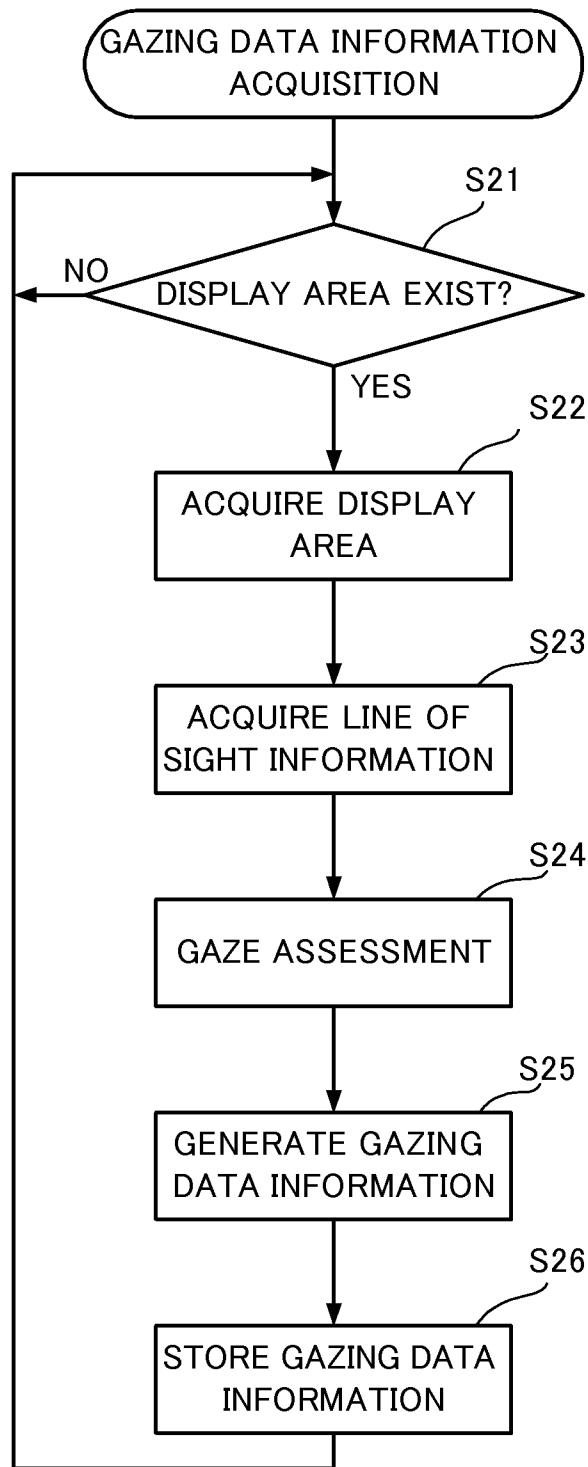 GAZING DATA INFORMATION
ACQUISITION
S21
NO
DISPLAY AREA EXIST?
YES
S22
ACQUIRE DISPLAY
AREA
S23
ACQUIRE LINE OF
SIGHT INFORMATION
S24
GAZE ASSESSMENT
S25
GENERATE GAZING
DATA INFORMATION
S26
STORE GAZING DATA
INFORMATION